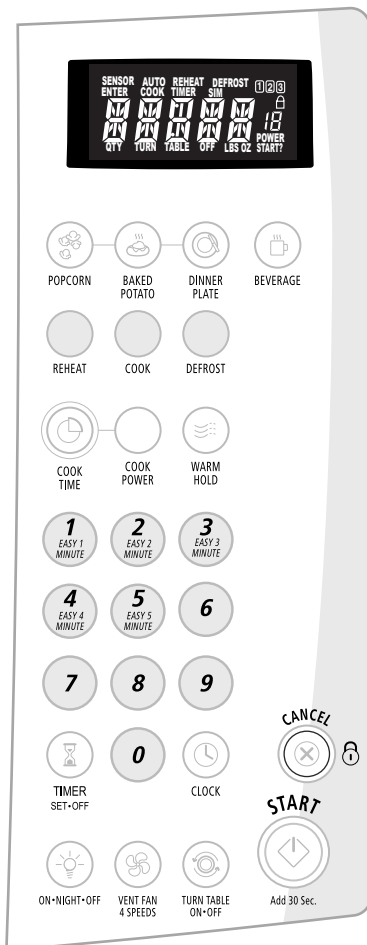 SENSOR AUTO REHEAT DEFROST 1 2 3
ENTER COOK TIMER SIM
18
POWER
QTY TURN TABLE OFF LBS OZ START?
POPCORN
BAKED
POTATO
DINNER
PLATE
BEVERAGE
REHEAT
COOK
DEFROST
COOK
TIME
COOK
POWER
WARM
HOLD
1
EASY 1
MINUTE
2
EASY 2
MINUTE
3
EASY 3
MINUTE
4
EASY 4
MINUTE
5
EASY 5
MINUTE
6
7
8
9
TIMER
SET•OFF
0
CLOCK
CANCEL
START
Add 30 Sec.
ON•NIGHT•OFF
VENT FAN
4 SPEEDS
TURN TABLE
ON•OFF